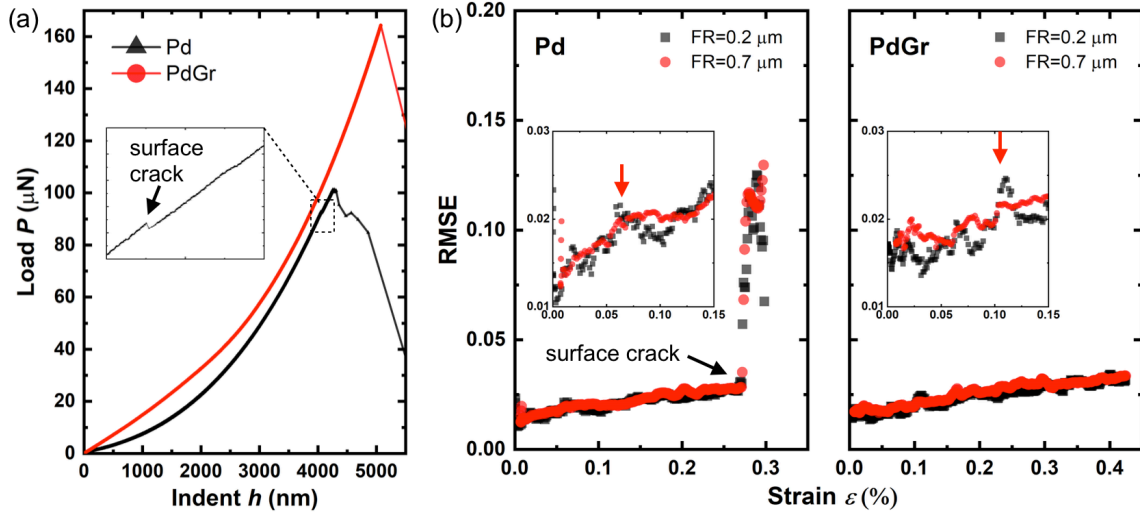 (a)
Load P (μN)
160
140
120
100
80
60
40
20
0
Pd
PdGr
surface
crack
0 1000 2000 3000 4000 5000
Indent h (nm)
(b)
RMSE
0.20
0.15
0.10
0.05
0.00
Pd
FR=0.2 μm
FR=0.7 μm
0.03
0.02
0.01
0.00 0.05 0.10 0.15
surface crack
0.0 0.1 0.2 0.3
PdGr
FR=0.2 μm
FR=0.7 μm
0.03
0.02
0.01
0.00 0.05 0.10 0.15
0.0 0.1 0.2 0.3 0.4
Strain ε (%)